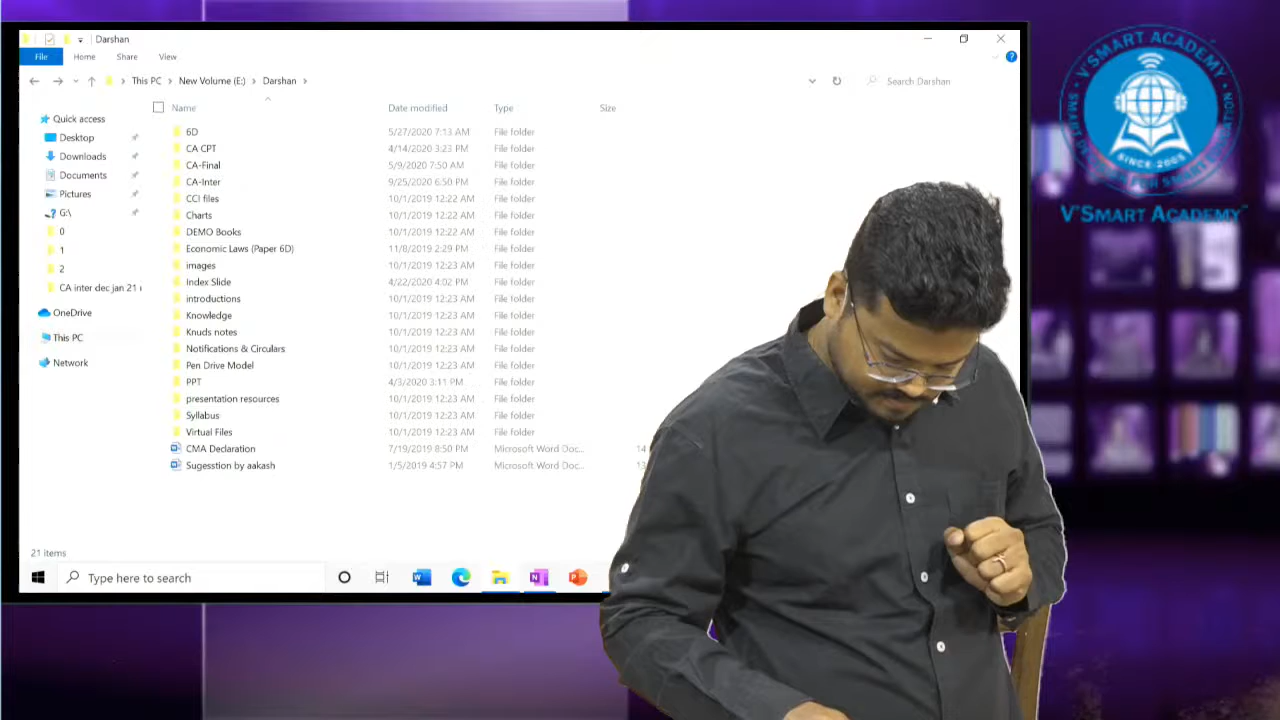 Darshan
File Home Share View
This PC New Volume (E:) Darshan Search Darshan
Name Date modified Type Size
Quick access
Desktop
Downloads
Documents
Pictures
G:\
0
1
2
CA inter dec jan 21
OneDrive
This PC
Network
6D 5/27/2020 7:13 AM File folder
CA CPT 4/14/2020 3:23 PM File folder
CA-Final 5/9/2020 7:50 AM File folder
CA-Inter 9/25/2020 6:50 PM File folder
CCI files 10/1/2019 12:22 AM File folder
Charts 10/1/2019 12:22 AM File folder
DEMO Books 10/1/2019 12:22 AM File folder
Economic Laws (Paper 6D) 11/8/2019 2:29 PM File folder
images 10/1/2019 12:23 AM File folder
Index Slide 4/22/2020 4:02 PM File folder
introductions 10/1/2019 12:23 AM File folder
Knowledge 10/1/2019 12:23 AM File folder
Knuds notes 10/1/2019 12:23 AM File folder
Notifications & Circulars 10/1/2019 12:23 AM File folder
Pen Drive Model 10/1/2019 12:23 AM File folder
PPT 4/3/2020 3:11 PM File folder
presentation resources 10/1/2019 12:23 AM File folder
Syllabus 10/1/2019 12:23 AM File folder
Virtual Files 10/1/2019 12:23 AM File folder
CMA Declaration 7/19/2019 8:50 PM Microsoft Word Doc... 14
Sugesstion by aakash 1/5/2019 4:57 PM Microsoft Word Doc... 13
21 items
Type here to search
V'SMART ACADEMY
SINCE-2005
V'SMART ACADEMY